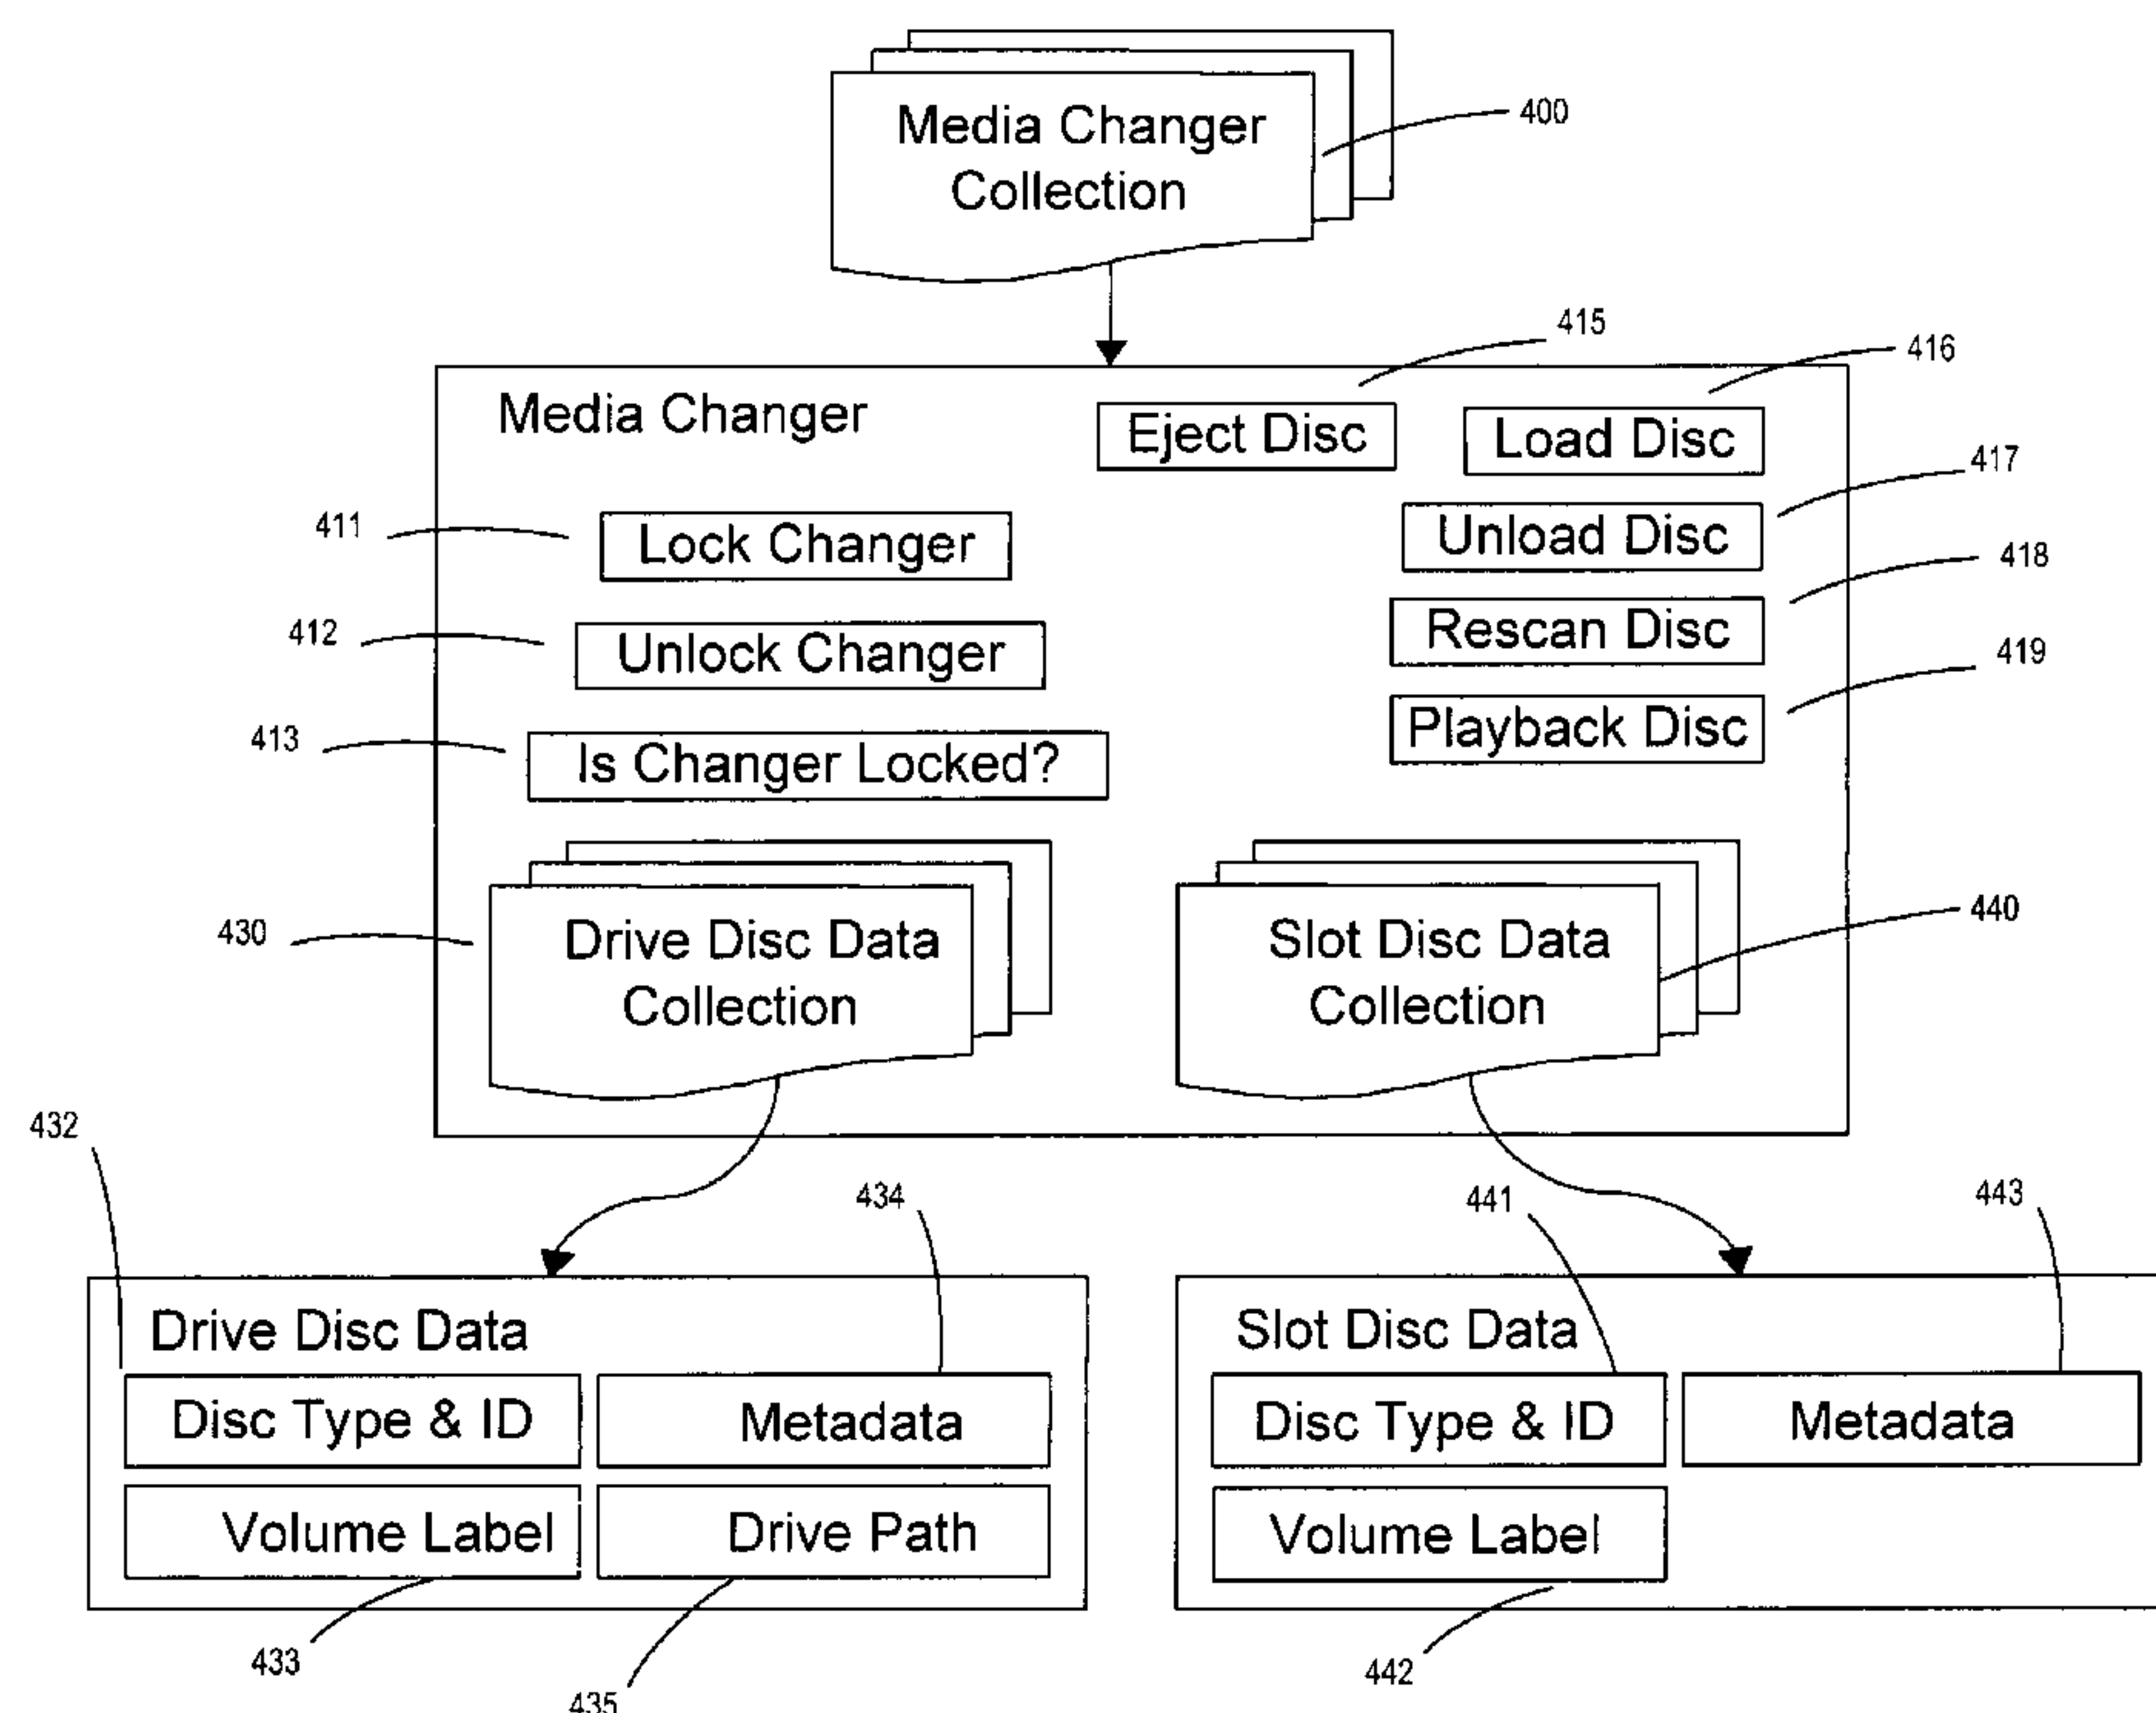 Media Changer
Collection
400
415
416
Media Changer
Eject Disc
Load Disc
417
411
Lock Changer
Unload Disc
418
412
Unlock Changer
Rescan Disc
419
413
Is Changer Locked?
Playback Disc
430
Drive Disc Data
Collection
Slot Disc Data
Collection
440
432
434
441
443
Drive Disc Data
Disc Type & ID
Metadata
Volume Label
Drive Path
433
435
Slot Disc Data
Disc Type & ID
Metadata
Volume Label
442